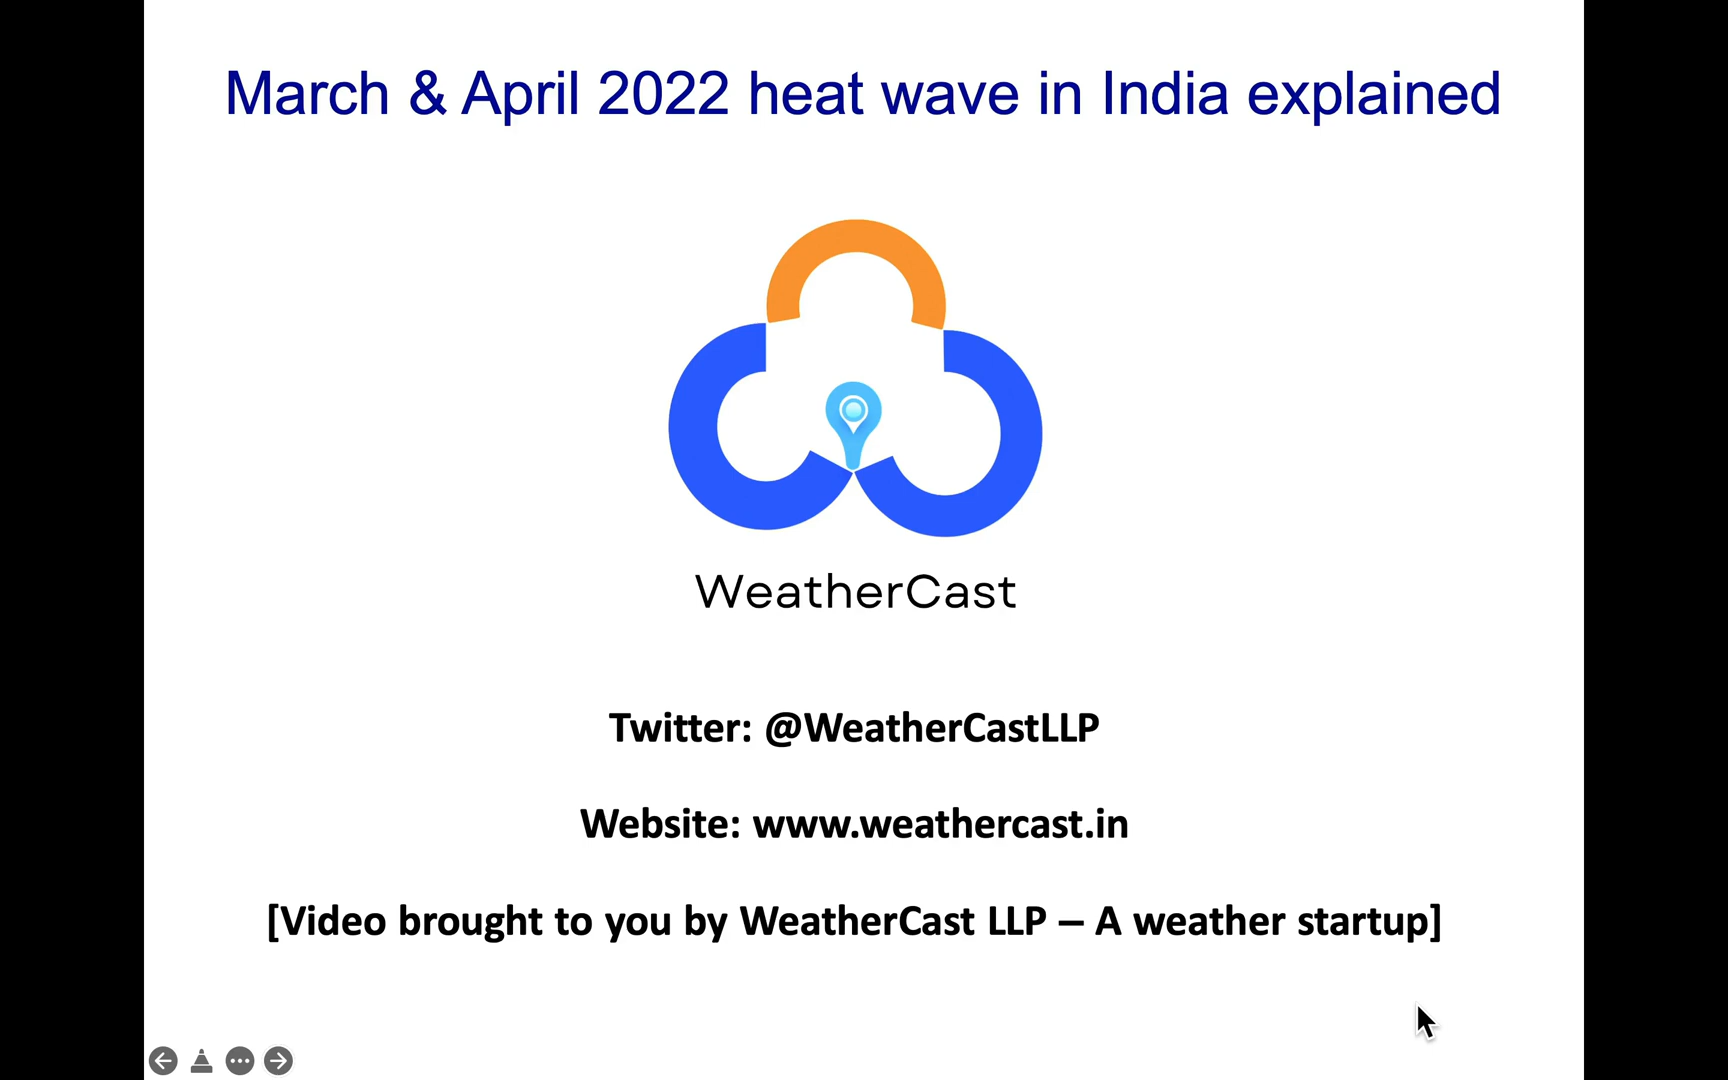 March & April 2022 heat wave in India explained
WeatherCast
Twitter: @WeatherCastLLP
Website: www.weathercast.in
[Video brought to you by WeatherCast LLP – A weather startup]